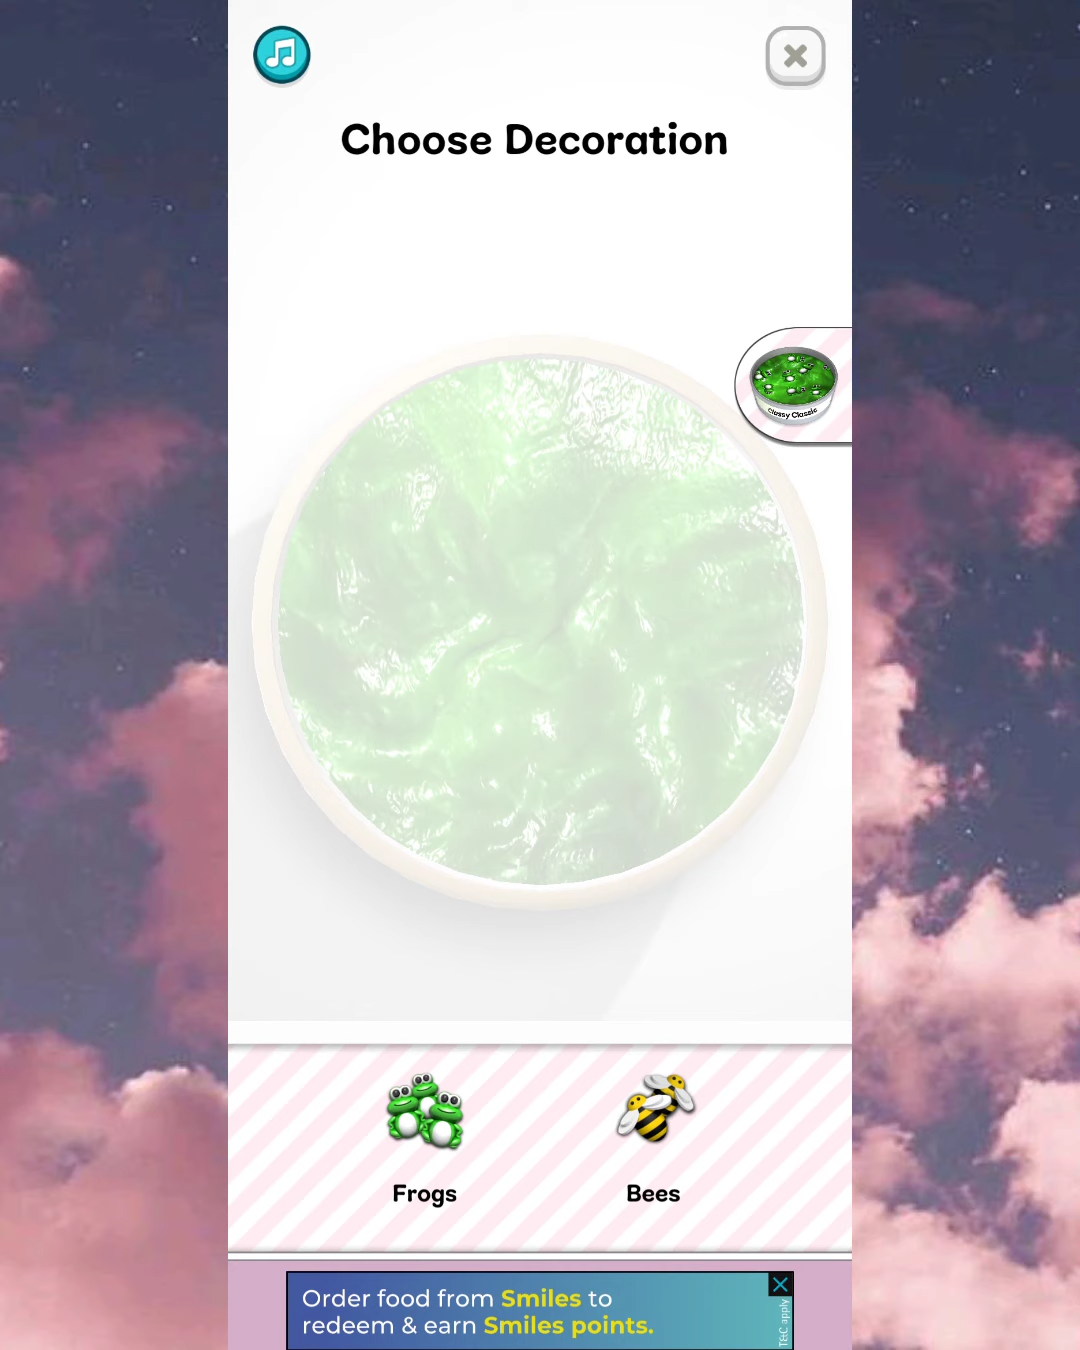 Choose Decoration
Classy Classic
Frogs
Bees
Order food from Smiles to
redeem & earn Smiles points.
T&C apply